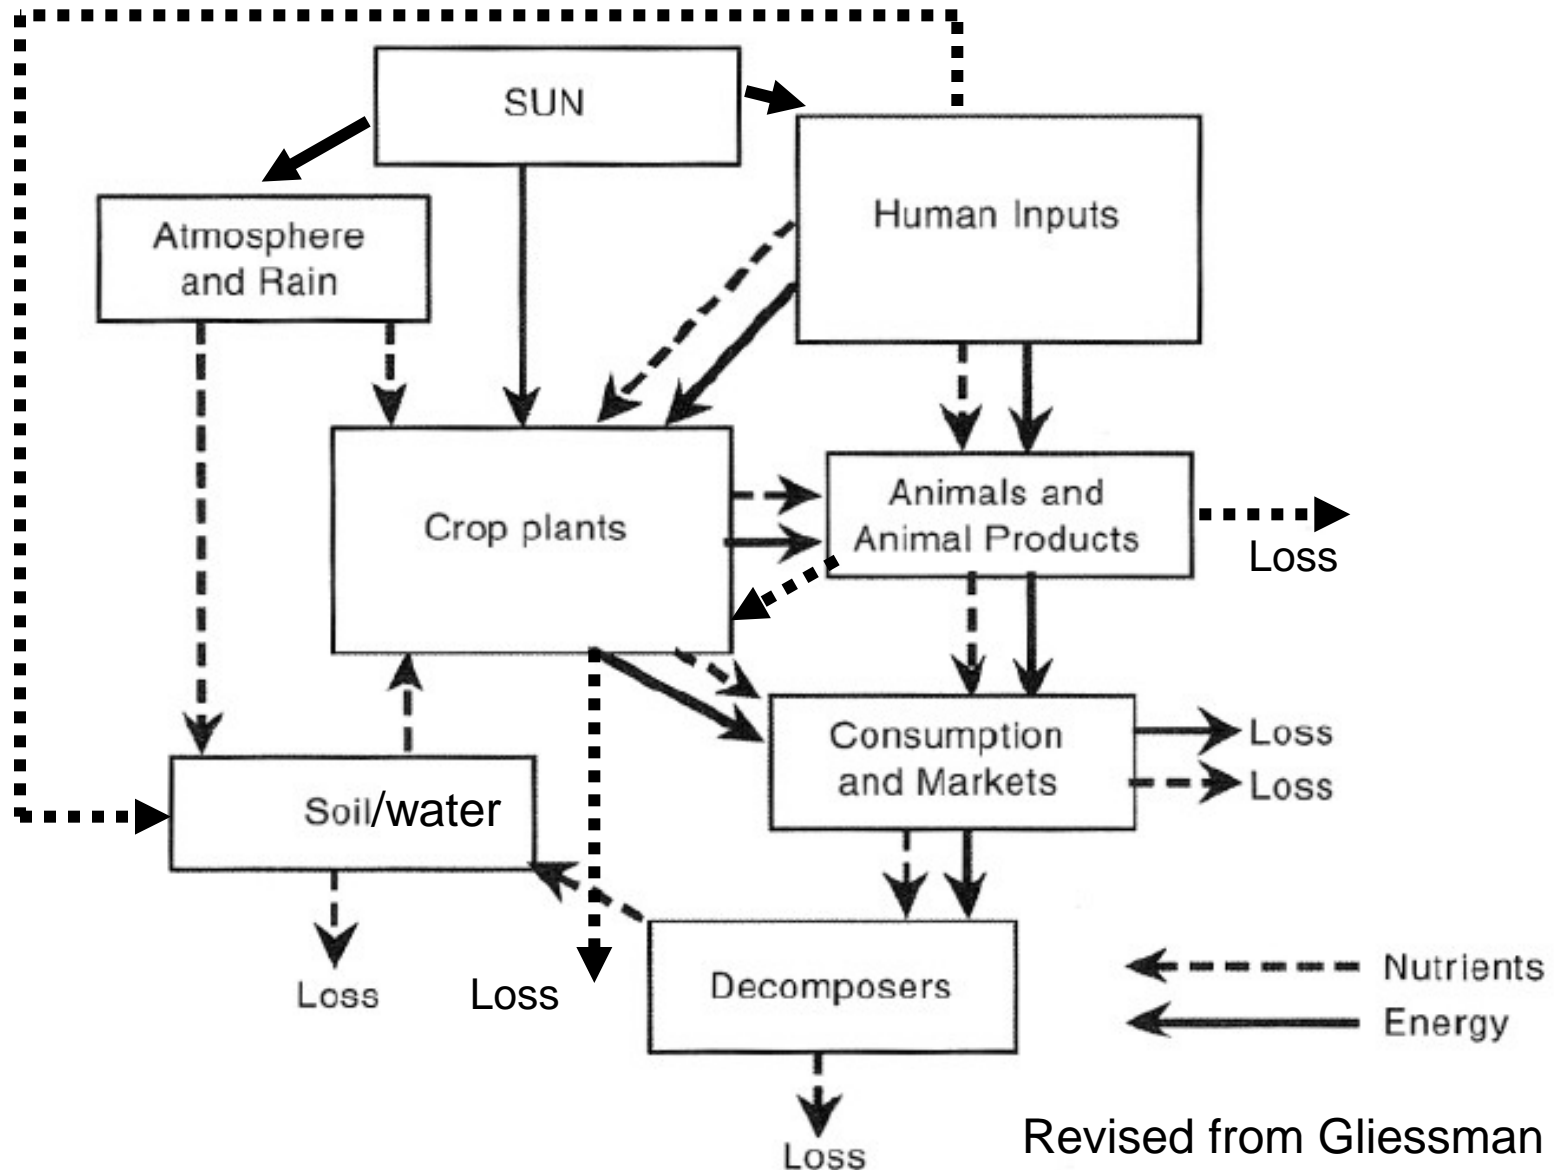 SUN
Human Inputs
Atmosphere
and Rain
Crop plants
Animals and
Animal Products
Loss
Consumption
and Markets
Loss
Loss
Soil/water
Loss
Loss
Decomposers
Loss
Nutrients
Energy
Revised from Gliessman